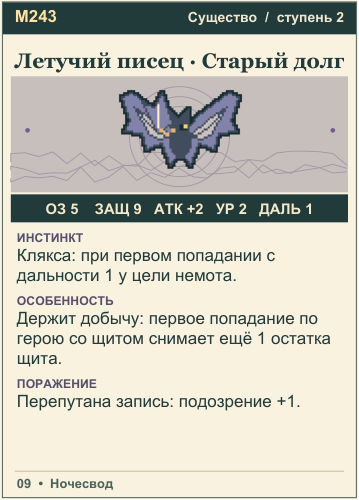 M243
Существо / ступень 2
Летучий писец · Старый долг
ОЗ 5 ЗАЩ 9 АТК +2 УР 2 ДАЛЬ 1
ИНСТИНКТ
Клякса: при первом попадании с
дальности 1 у цели немота.
ОСОБЕННОСТЬ
Держит добычу: первое попадание по
герою со щитом снимает ещё 1 остатка
щита.
ПОРАЖЕНИЕ
Перепутана запись: подозрение +1.
09 • Ночесвод